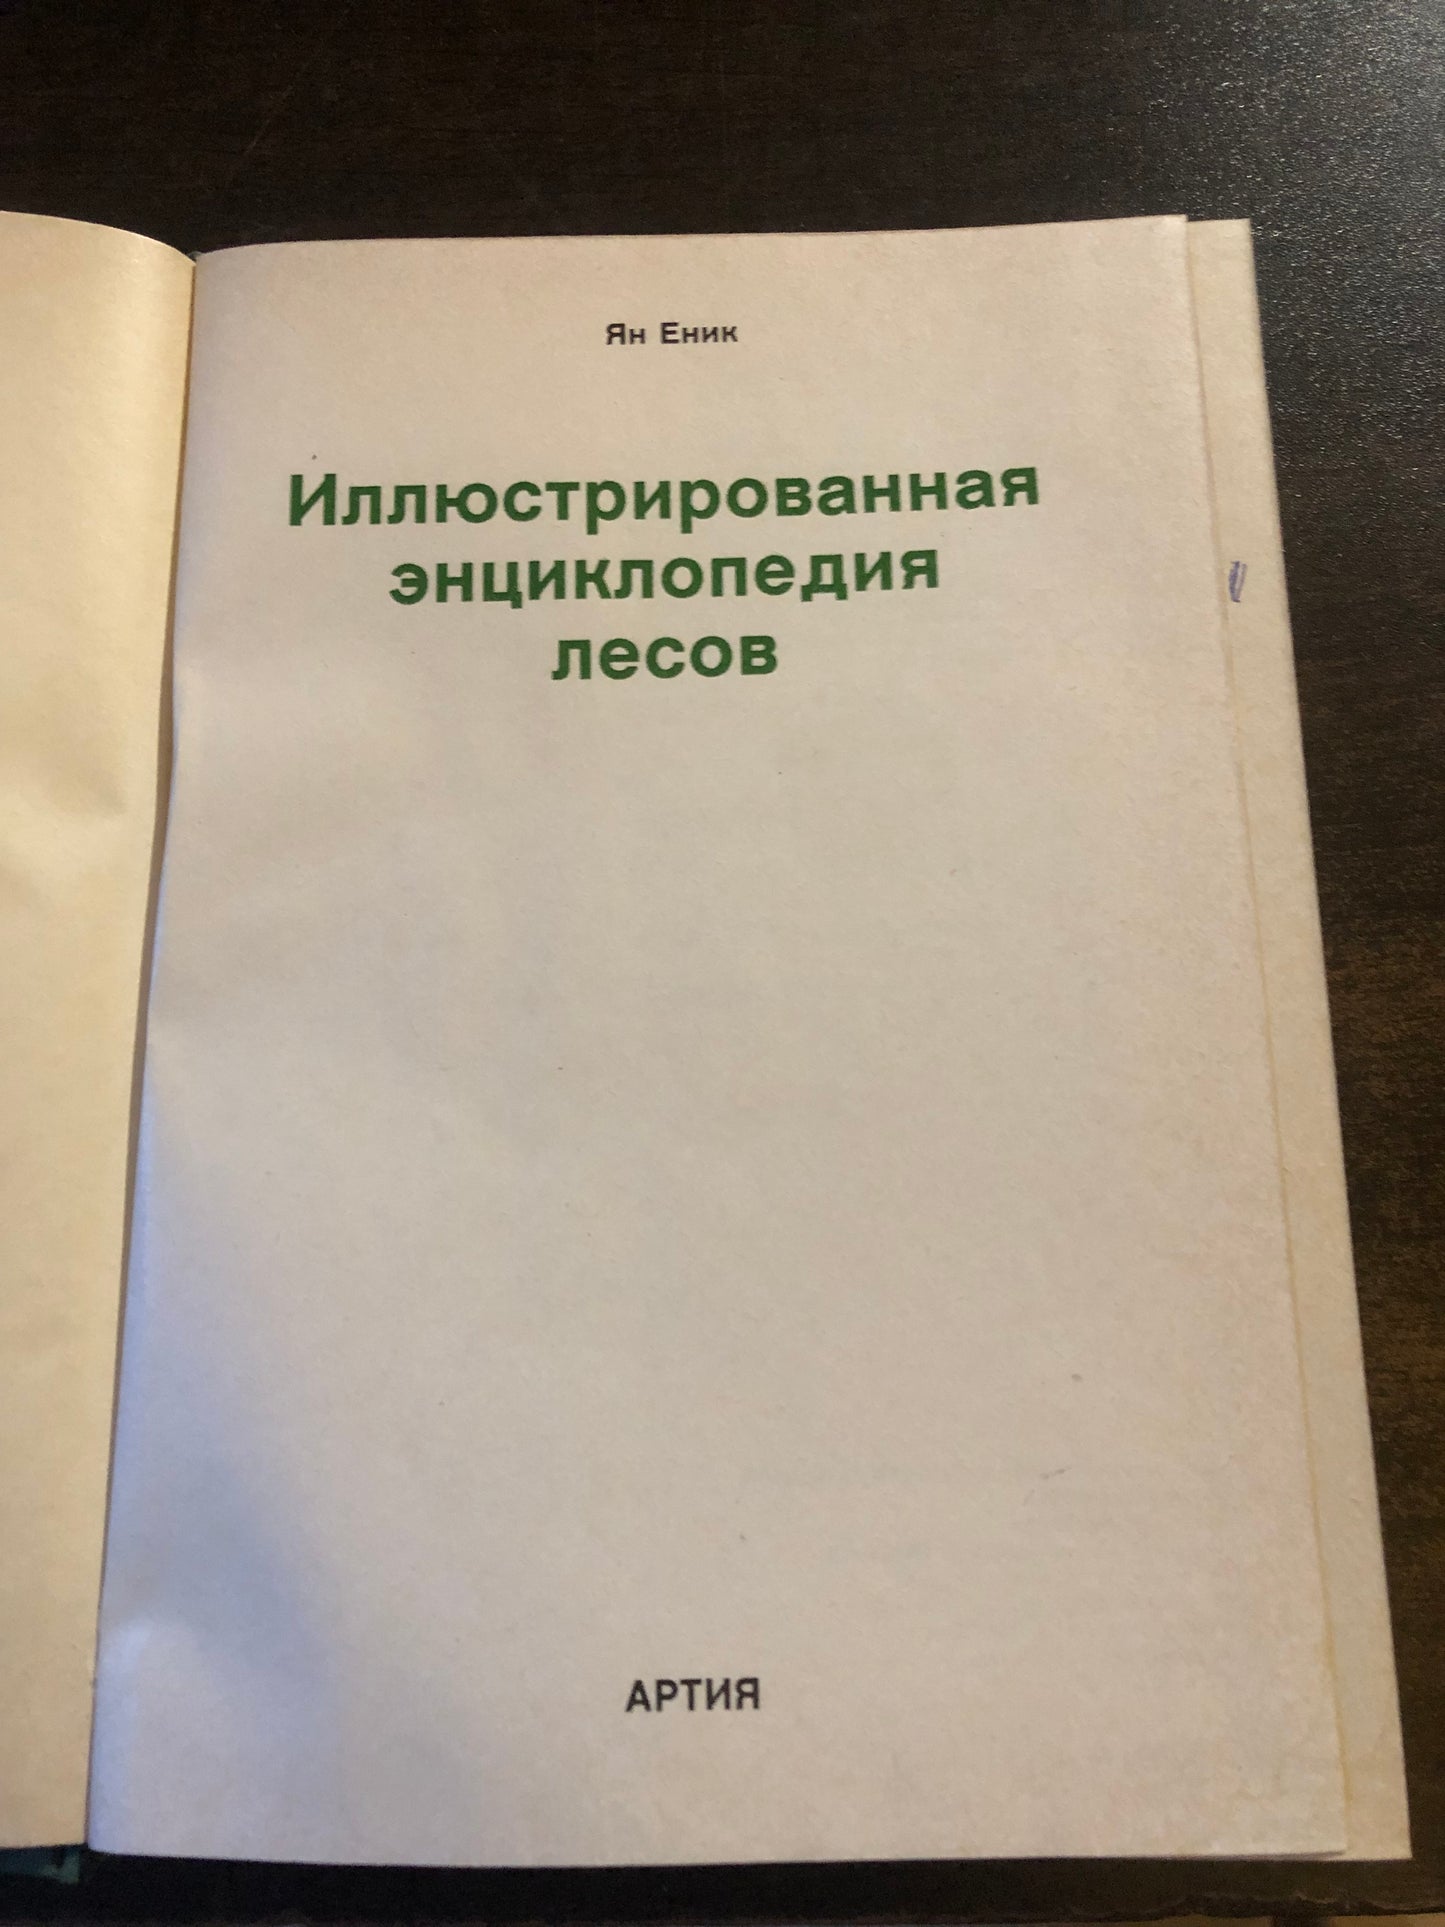 Ян Еник
Иллюстрированная
энциклопедия
лесов
АРТИЯ